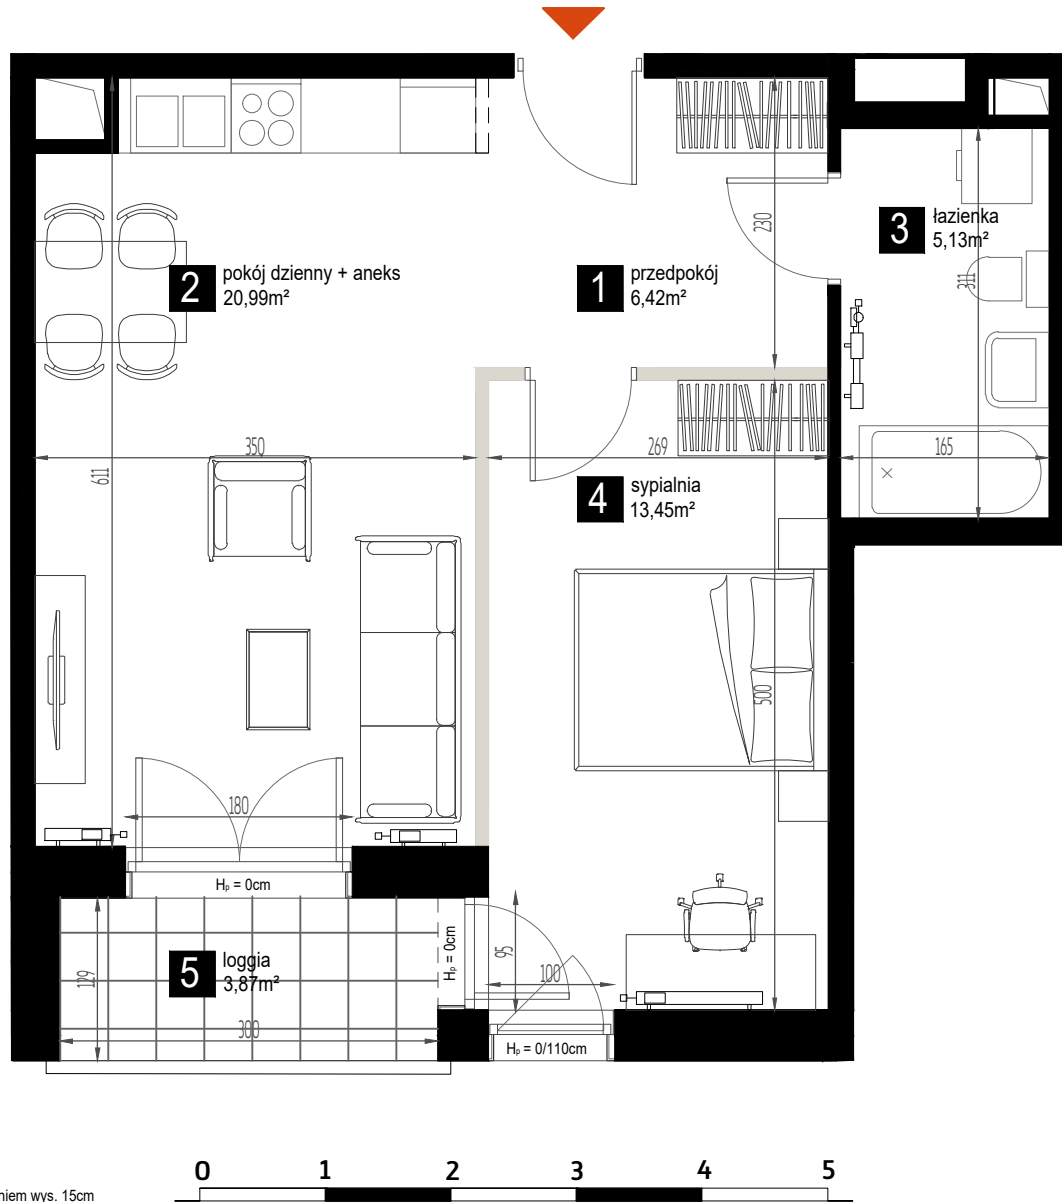 230
3
łazienka
5,13m²
2
pokój dzienny + aneks
20,99m²
1
przedpokój
6,42m²
311
350
611
269
165
4
sypialnia
13,45m²
500
180
Hₚ = 0cm
5
loggia
3,87m²
129
300
Hₚ = 0cm
95
100
Hₚ = 0/110cm
0 1 2 3 4 5
niem wys. 15cm